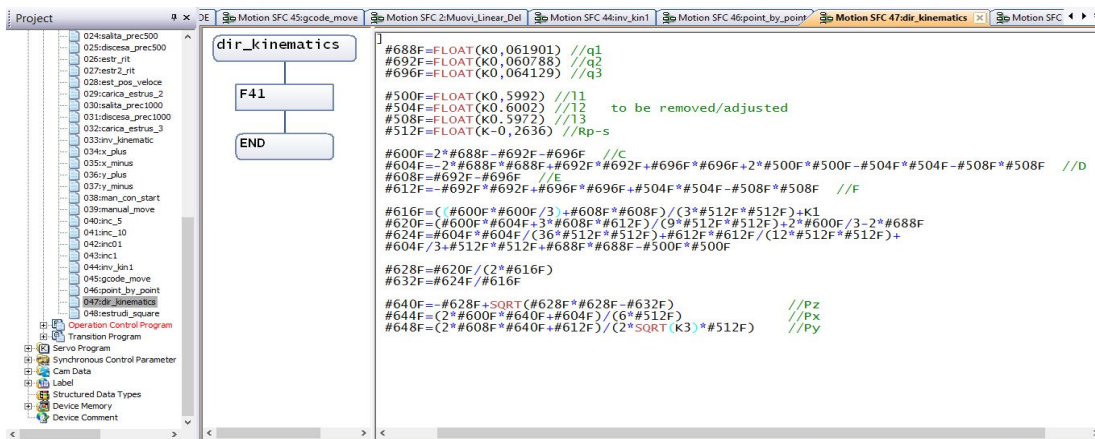 Project
DE
Motion SFC 45:gcode_move
Motion SFC 2:Muovi_Linear_Del
Motion SFC 44:inv_kin1
Motion SFC 46:point_by_point
Motion SFC 47:dir_kinematics
Motion SFC
024:salita_prec500
025:discesa_prec500
026:estr_rit
027:estr2_rit
028:est_pos_veloce
029:carica_estrus_2
030:salita_prec1000
031:discesa_prec1000
032:carica_estrus_3
033:inv_kinematic
034:x_plus
035:x_minus
036:y_plus
037:y_minus
038:man_con_start
039:manual_move
040:inc_5
041:inc_10
042:inc01
043:inc1
044:inv_kin1
045:gcode_move
046:point_by_point
047:dir_kinematics
048:estrudi_square
Operation Control Program
Transition Program
Servo Program
Synchronous Control Parameter
Cam Data
Label
Structured Data Types
Device Memory
Device Comment
dir_kinematics
F41
END
]
#688F=FLOAT(K0,061901) //q1
#692F=FLOAT(K0,060788) //q2
#696F=FLOAT(K0,064129) //q3
#500F=FLOAT(K0,5992) //l1
#504F=FLOAT(K0.6002) //l2 to be removed/adjusted
#508F=FLOAT(K0.5972) //l3
#512F=FLOAT(K-0,2636) //Rp-s
#600F=2*#688F-#692F-#696F //C
#604F=-2*#688F*#688F+#692F*#692F+#696F*#696F+2*#500F*#500F-#504F*#504F-#508F*#508F //D
#608F=#692F-#696F //E
#612F=-#692F*#692F+#696F*#696F+#504F*#504F-#508F*#508F //F
#616F=((#600F*#600F/3)+#608F*#608F)/(3*#512F*#512F)+K1
#620F=(#600F*#604F+3*#608F*#612F)/(9*#512F*#512F)+2*#600F/3-2*#688F
#624F=#604F*#604F/(36*#512F*#512F)+#612F*#612F/(12*#512F*#512F)+
#604F/3+#512F*#512F+#688F*#688F-#500F*#500F
#628F=#620F/(2*#616F)
#632F=#624F/#616F
#640F=-#628F+SQRT(#628F*#628F-#632F) //Pz
#644F=(2*#600F*#640F+#604F)/(6*#512F) //Px
#648F=(2*#608F*#640F+#612F)/(2*SQRT(K3)*#512F) //Py